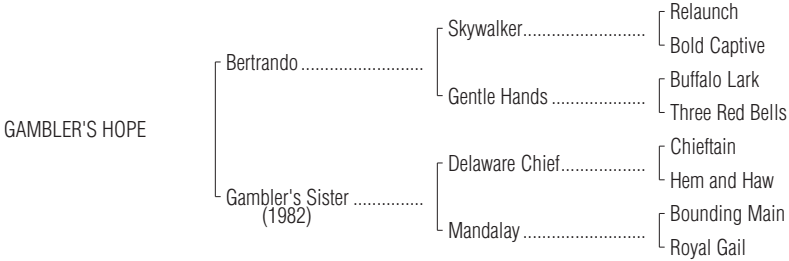 Relaunch
Skywalker..........................
Bold Captive
Bertrando ..........................
Buffalo Lark
Gentle Hands ....................
Three Red Bells
GAMBLER'S HOPE
Chieftain
Delaware Chief..................
Hem and Haw
Gambler's Sister ...............
(1982)
Bounding Main
Mandalay ..........................
Royal Gail